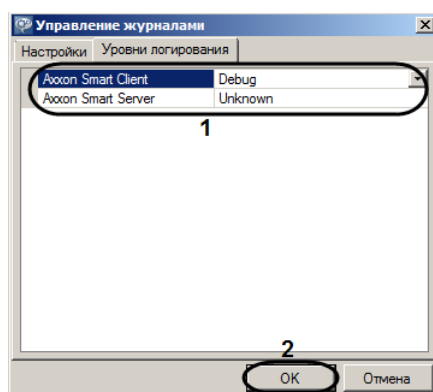 Управление журналами
Настройки Уровни логирования
Axxon Smart Client Debug
Axxon Smart Server Unknown
1
2
OK Отмена